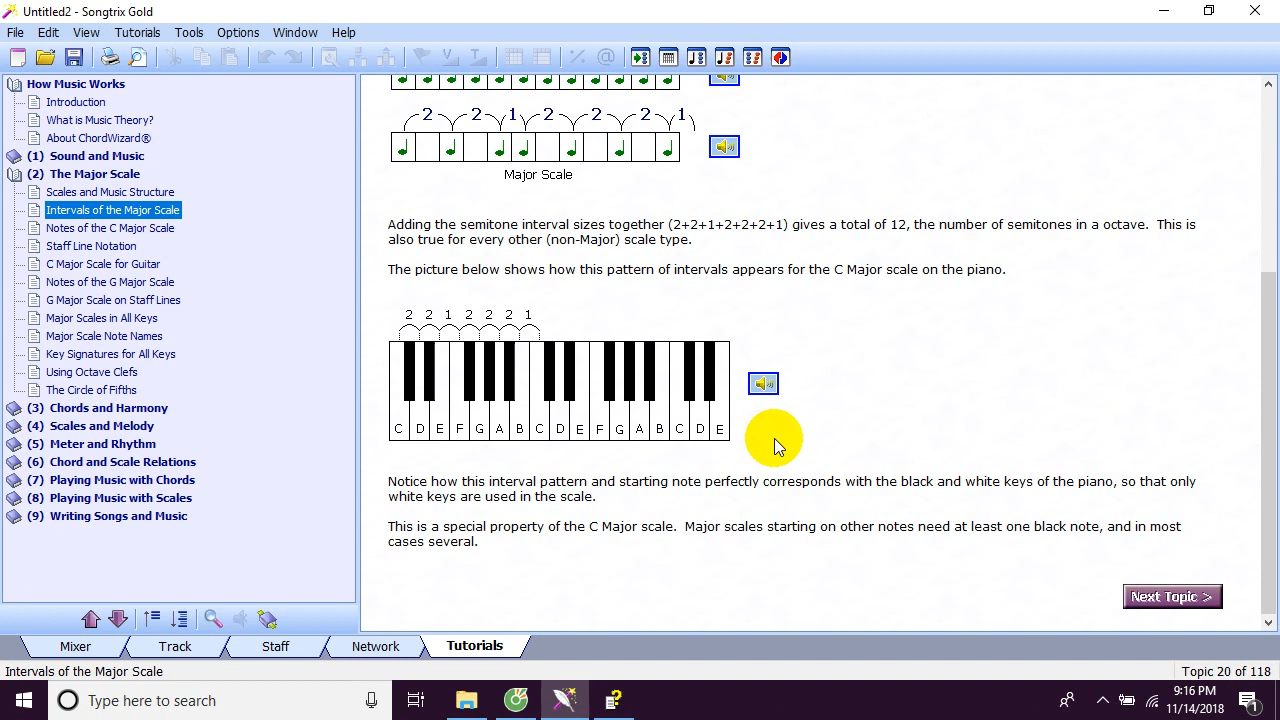 Untitled2 - Songtrix Gold
File Edit View Tutorials Tools Options Window Help
How Music Works
Introduction
What is Music Theory?
About ChordWizard®
(1) Sound and Music
(2) The Major Scale
Scales and Music Structure
Intervals of the Major Scale
Notes of the C Major Scale
Staff Line Notation
C Major Scale for Guitar
Notes of the G Major Scale
G Major Scale on Staff Lines
Major Scales in All Keys
Major Scale Note Names
Key Signatures for All Keys
Using Octave Clefs
The Circle of Fifths
(3) Chords and Harmony
(4) Scales and Melody
(5) Meter and Rhythm
(6) Chord and Scale Relations
(7) Playing Music with Chords
(8) Playing Music with Scales
(9) Writing Songs and Music
2 2 1 2 2 2 1
Major Scale
Adding the semitone interval sizes together (2+2+1+2+2+2+1) gives a total of 12, the number of semitones in a octave. This is
also true for every other (non-Major) scale type.
The picture below shows how this pattern of intervals appears for the C Major scale on the piano.
2 2 1 2 2 2 1
C D E F G A B C D E F G A B C D E
Notice how this interval pattern and starting note perfectly corresponds with the black and white keys of the piano, so that only
white keys are used in the scale.
This is a special property of the C Major scale. Major scales starting on other notes need at least one black note, and in most
cases several.
Next Topic >
Mixer Track Staff Network Tutorials
Intervals of the Major Scale
Topic 20 of 118
Type here to search
9:16 PM
11/14/2018
1